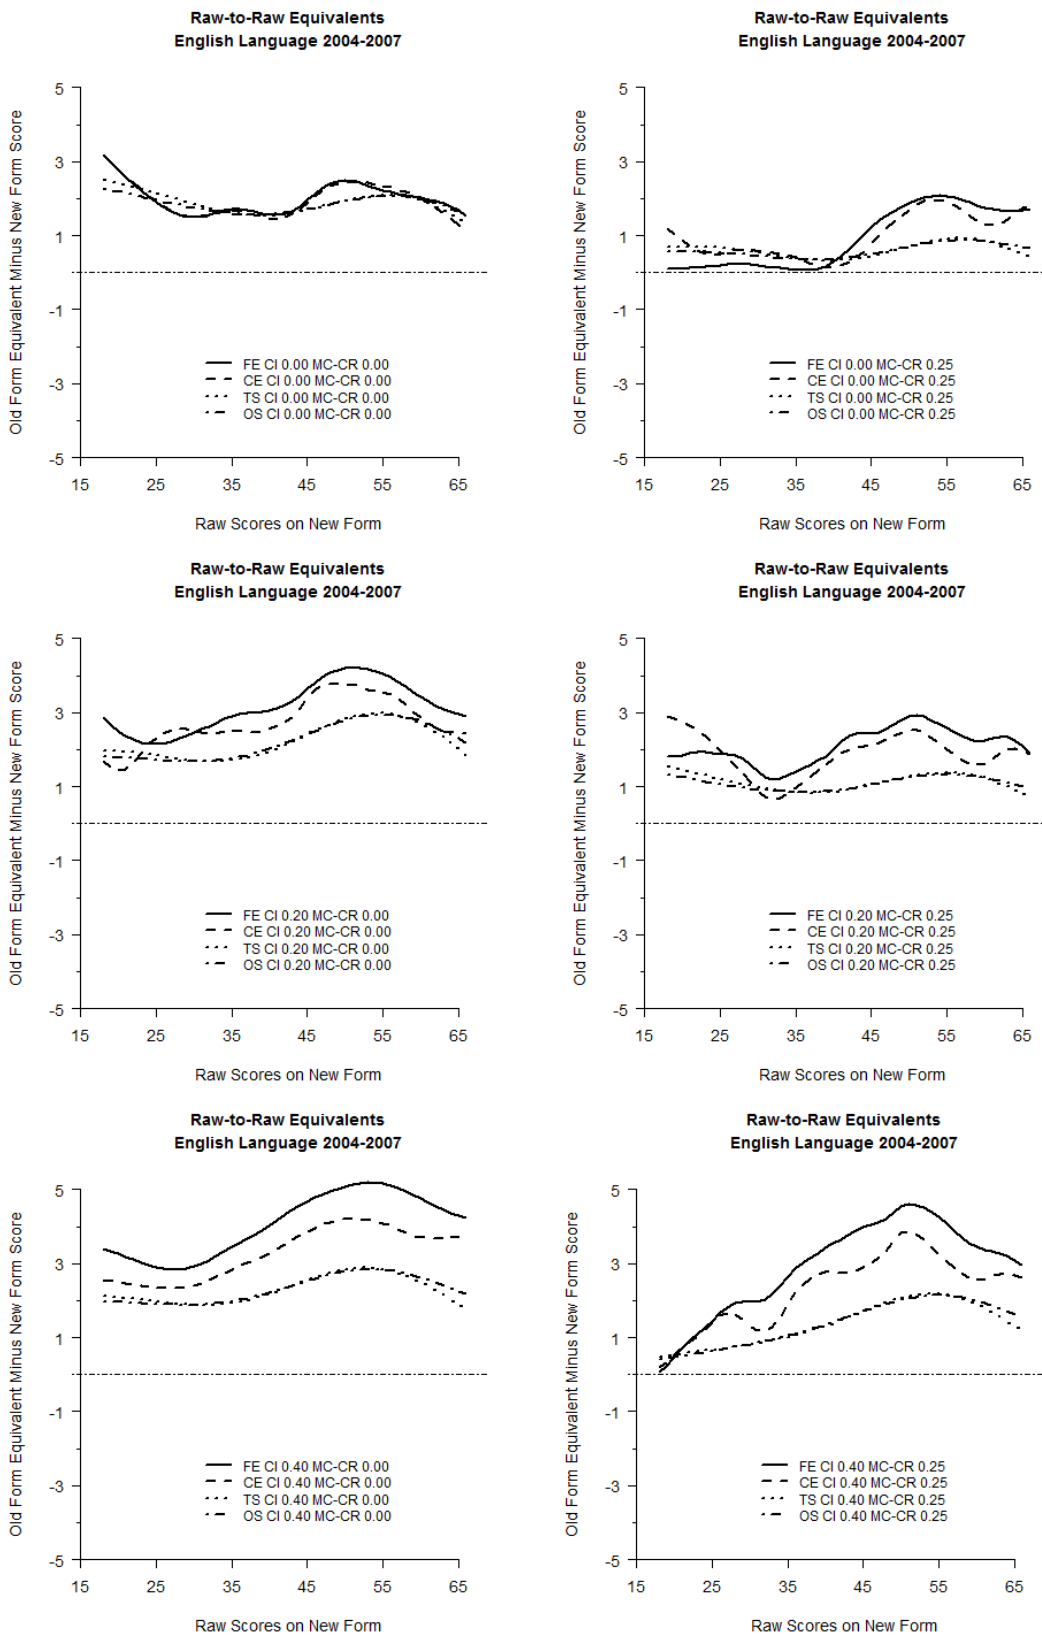 Raw-to-Raw Equivalents
English Language 2004-2007
Old Form Equivalent Minus New Form Score
5
3
1
-1
-3
-5
FE CI 0.00 MC-CR 0.00
CE CI 0.00 MC-CR 0.00
TS CI 0.00 MC-CR 0.00
OS CI 0.00 MC-CR 0.00
15 25 35 45 55 65
Raw Scores on New Form
Raw-to-Raw Equivalents
English Language 2004-2007
Old Form Equivalent Minus New Form Score
5
3
1
-1
-3
-5
FE CI 0.00 MC-CR 0.25
CE CI 0.00 MC-CR 0.25
TS CI 0.00 MC-CR 0.25
OS CI 0.00 MC-CR 0.25
15 25 35 45 55 65
Raw Scores on New Form
Raw-to-Raw Equivalents
English Language 2004-2007
Old Form Equivalent Minus New Form Score
5
3
1
-1
-3
-5
FE CI 0.20 MC-CR 0.00
CE CI 0.20 MC-CR 0.00
TS CI 0.20 MC-CR 0.00
OS CI 0.20 MC-CR 0.00
15 25 35 45 55 65
Raw Scores on New Form
Raw-to-Raw Equivalents
English Language 2004-2007
Old Form Equivalent Minus New Form Score
5
3
1
-1
-3
-5
FE CI 0.20 MC-CR 0.25
CE CI 0.20 MC-CR 0.25
TS CI 0.20 MC-CR 0.25
OS CI 0.20 MC-CR 0.25
15 25 35 45 55 65
Raw Scores on New Form
Raw-to-Raw Equivalents
English Language 2004-2007
Old Form Equivalent Minus New Form Score
5
3
1
-1
-3
-5
FE CI 0.40 MC-CR 0.00
CE CI 0.40 MC-CR 0.00
TS CI 0.40 MC-CR 0.00
OS CI 0.40 MC-CR 0.00
15 25 35 45 55 65
Raw Scores on New Form
Raw-to-Raw Equivalents
English Language 2004-2007
Old Form Equivalent Minus New Form Score
5
3
1
-1
-3
-5
FE CI 0.40 MC-CR 0.25
CE CI 0.40 MC-CR 0.25
TS CI 0.40 MC-CR 0.25
OS CI 0.40 MC-CR 0.25
15 25 35 45 55 65
Raw Scores on New Form